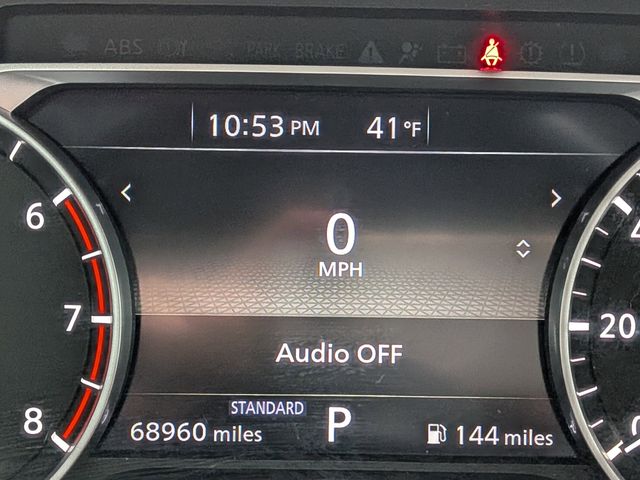 ABS PARK BRAKE
10:53 PM 41°F
6
0
MPH
7
20
Audio OFF
8
STANDARD
68960 miles P 144 miles